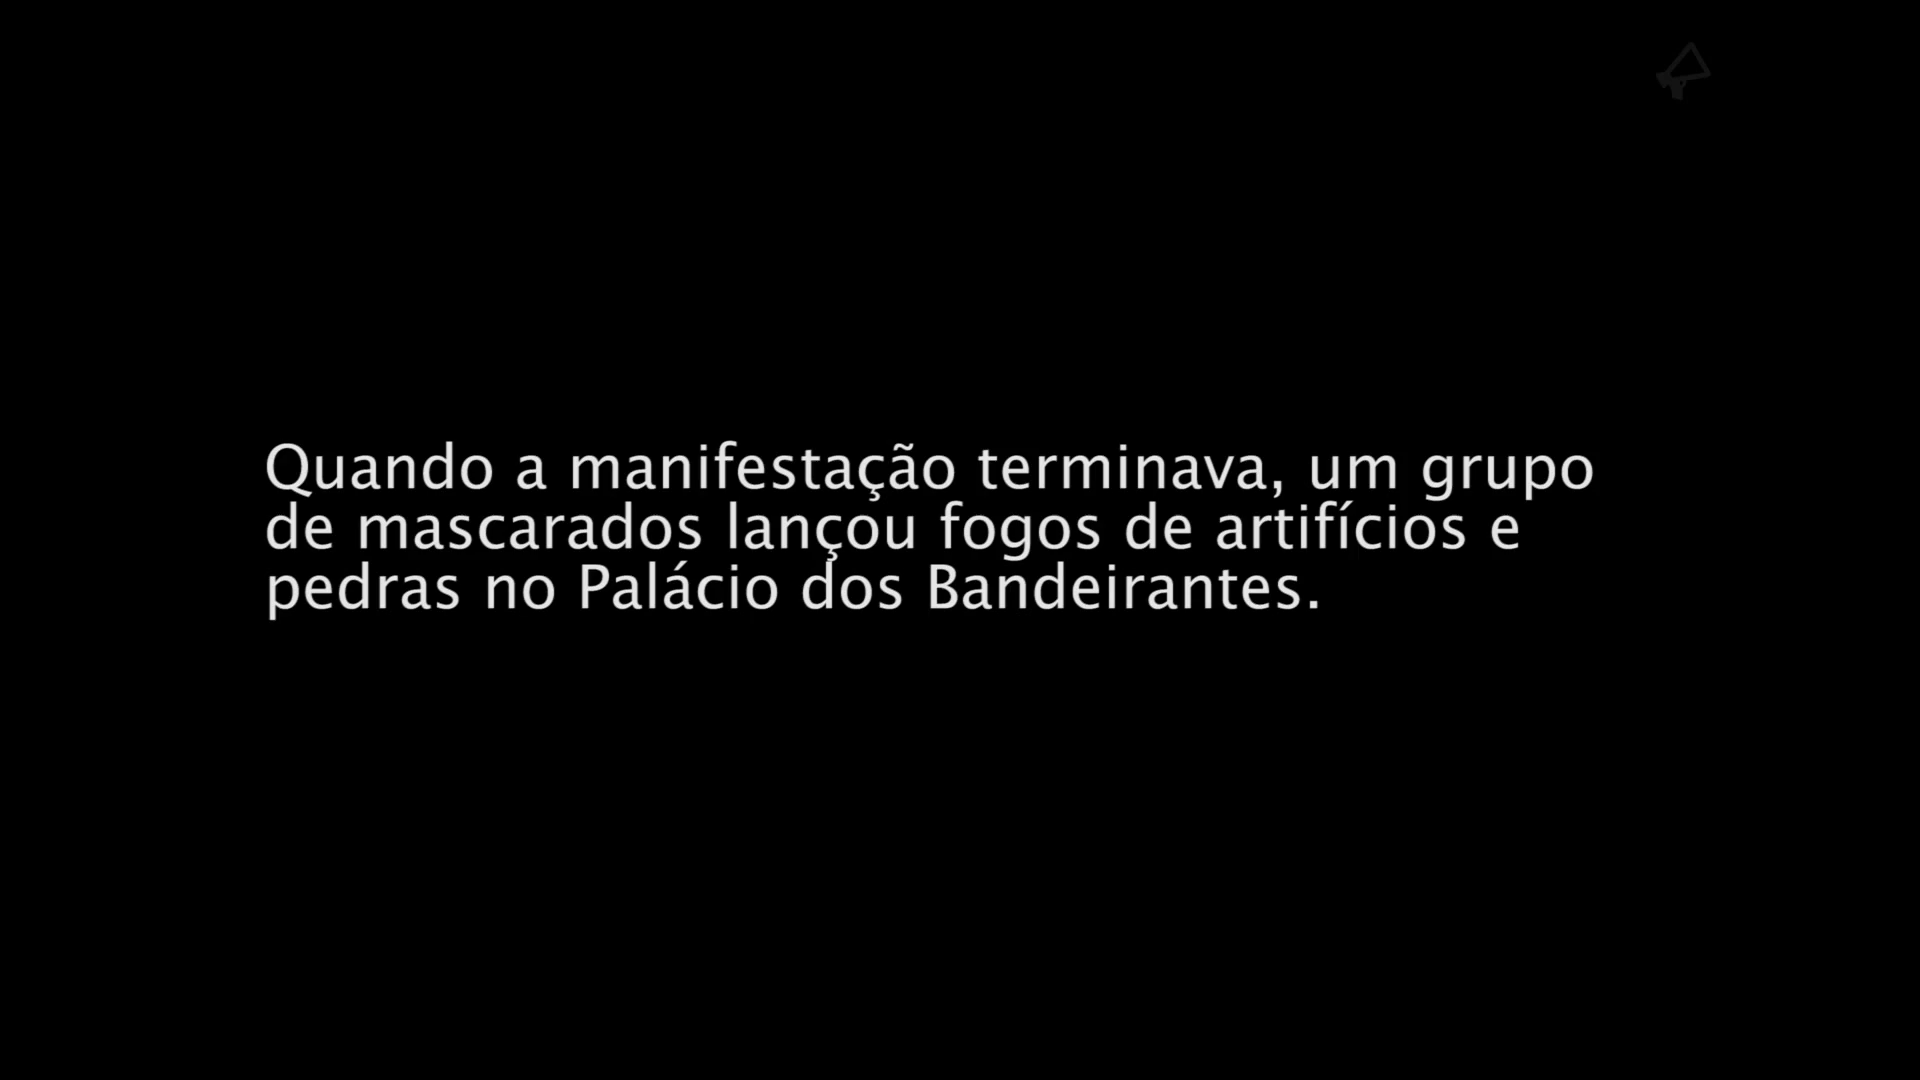 Quando a manifestação terminava, um grupo
de mascarados lançou fogos de artifícios e
pedras no Palácio dos Bandeirantes.